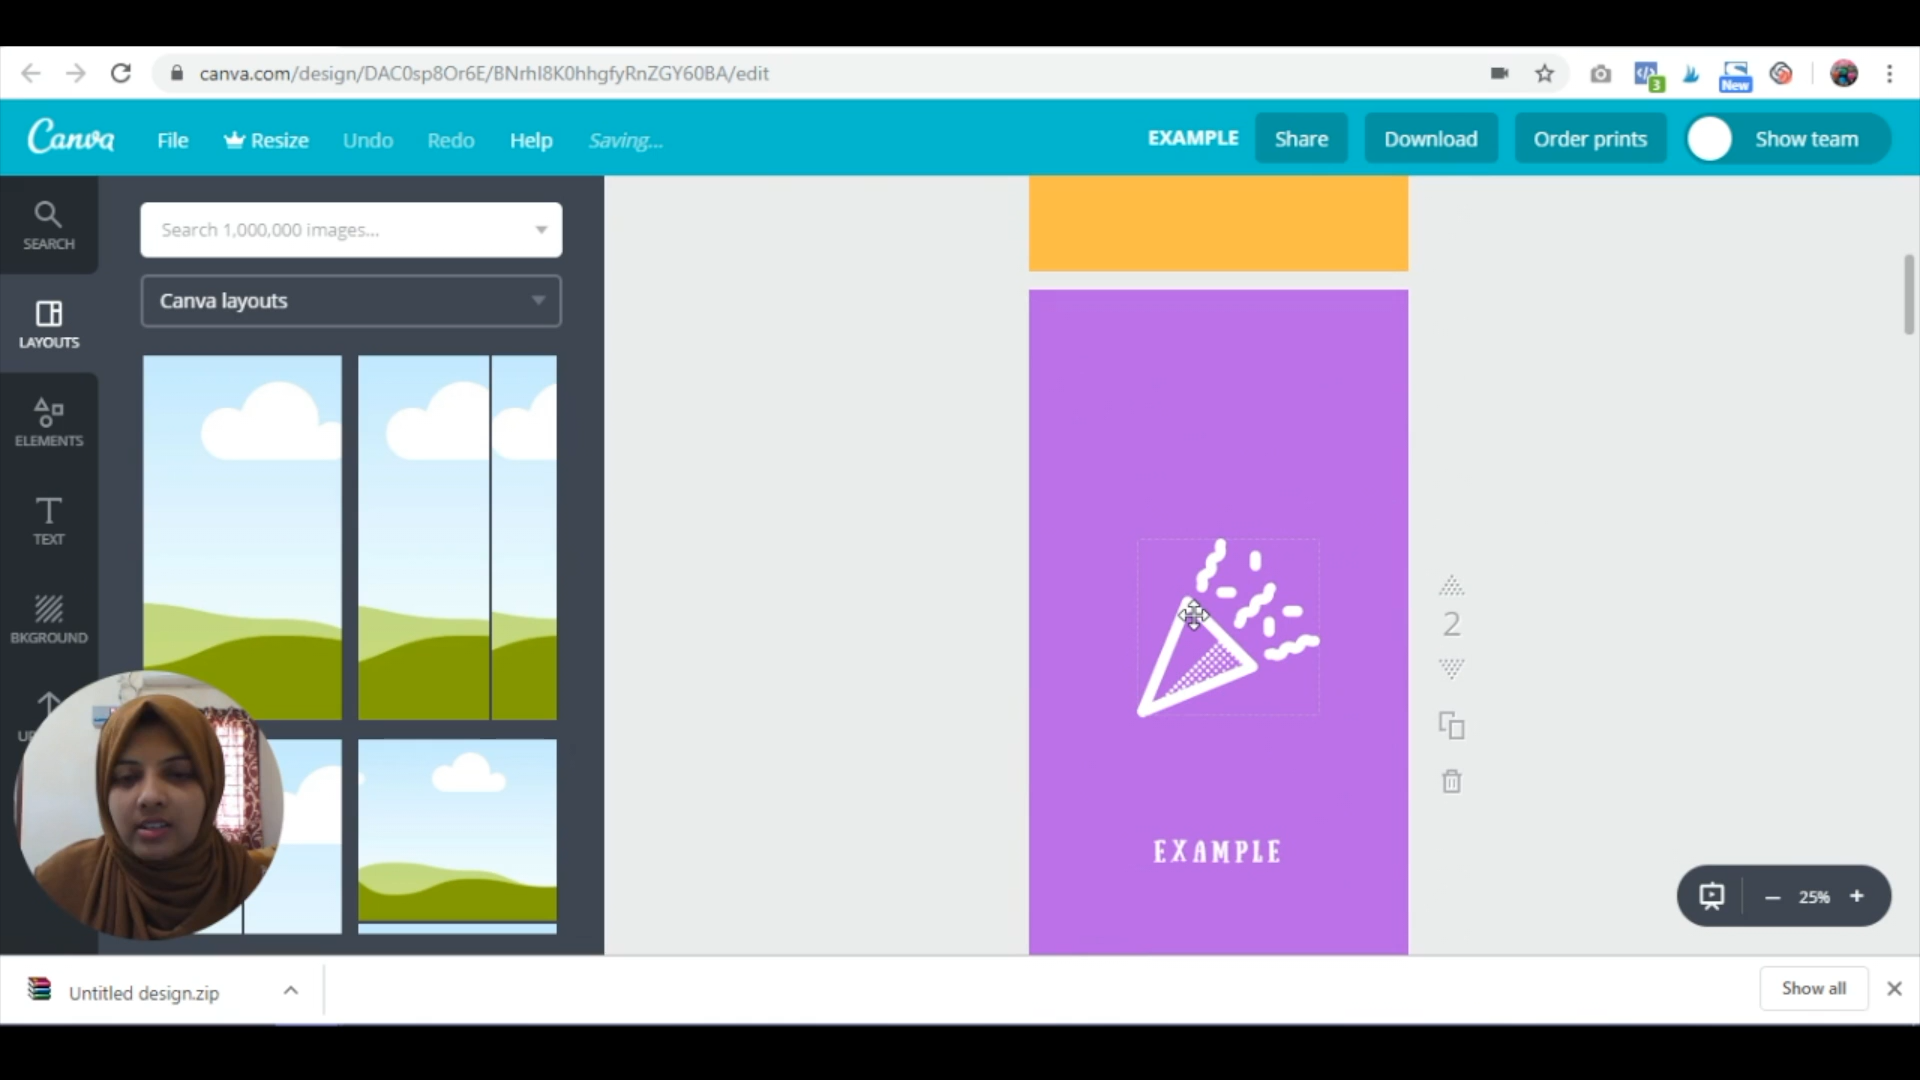 canva.com/design/DAC0sp8Or6E/BNrhI8K0hhgfyRnZGY60BA/edit
3
New
Canva
File
Resize
Undo
Redo
Help
Saving...
EXAMPLE
Share
Download
Order prints
Show team
SEARCH
Search 1,000,000 images...
Canva layouts
LAYOUTS
ELEMENTS
TEXT
BKGROUND
2
EXAMPLE
25%
Untitled design.zip
Show all